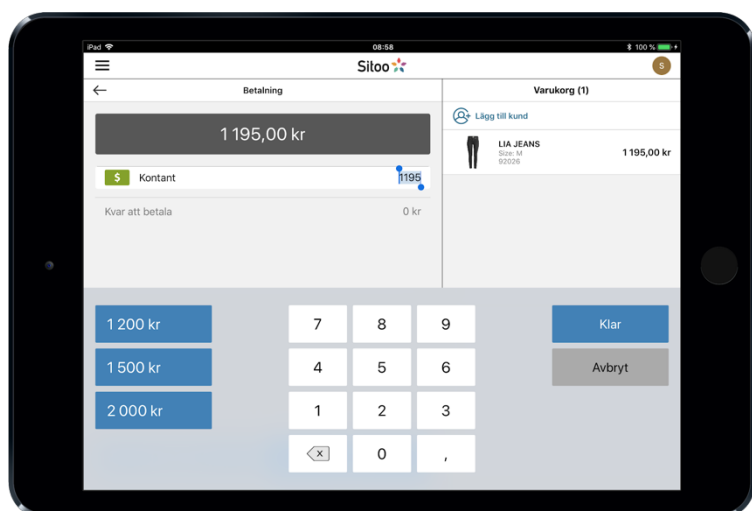 iPad
08:58
100 %
Sitoo
S
Betalning
Varukorg (1)
Lägg till kund
1 195,00 kr
LIA JEANS
Size: M
92026
1 195,00 kr
$ Kontant
1195
Kvar att betala
0 kr
1 200 kr
7
8
9
Klar
1 500 kr
4
5
6
Avbryt
2 000 kr
1
2
3
x
0
,